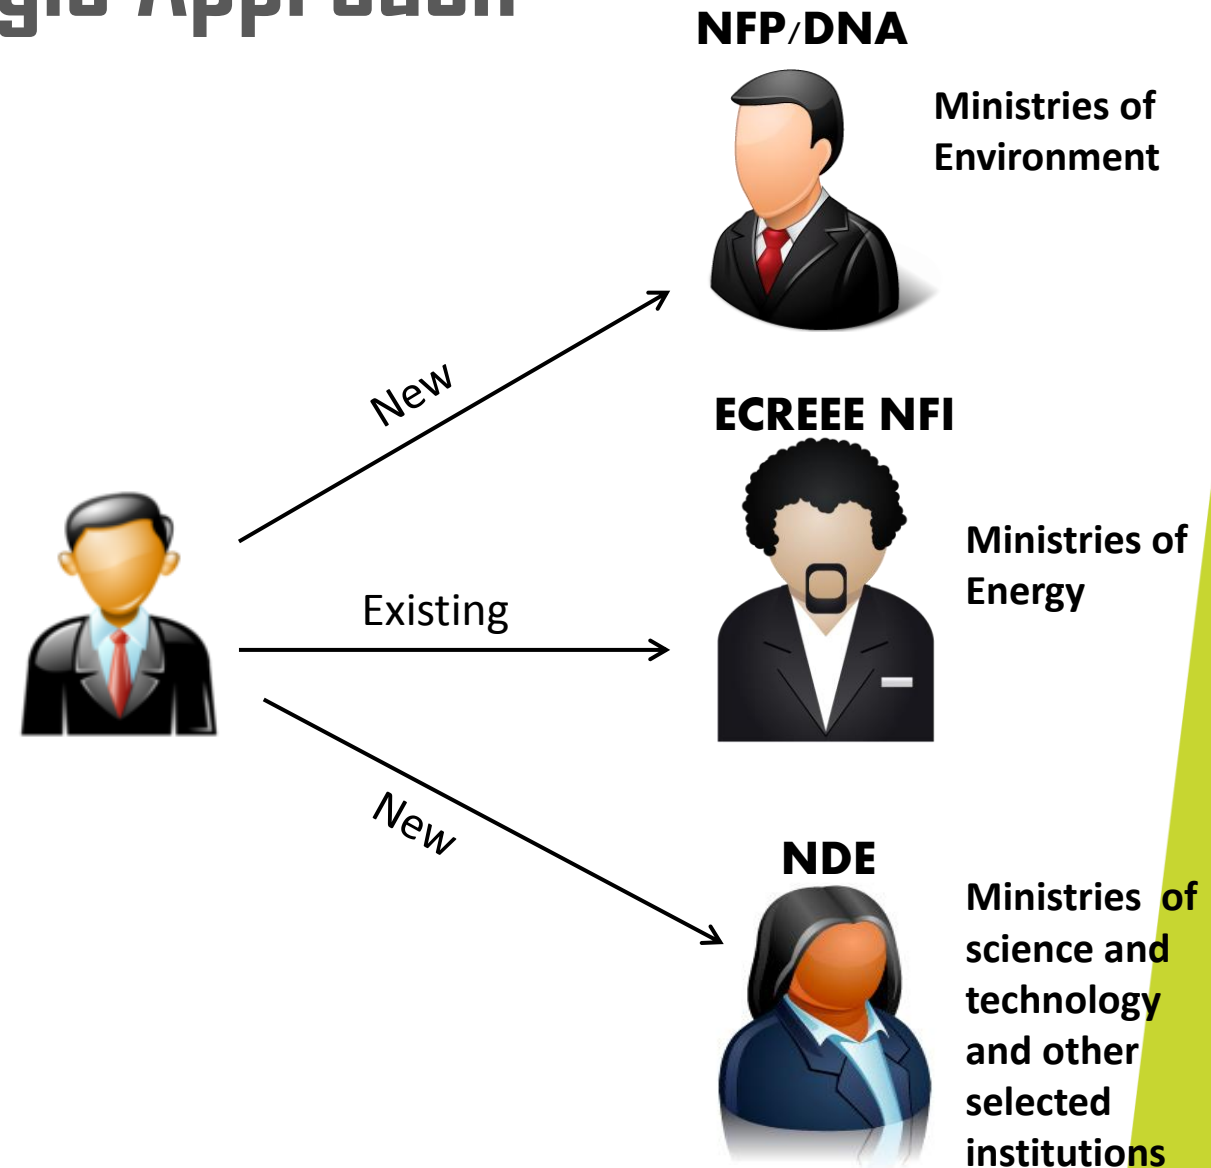 Approach
NFP/DNA
Ministries of
Environment
New
ECREEE NFI
Existing
Ministries of
Energy
New
NDE
Ministries of
science and
technology
and other
selected
institutions